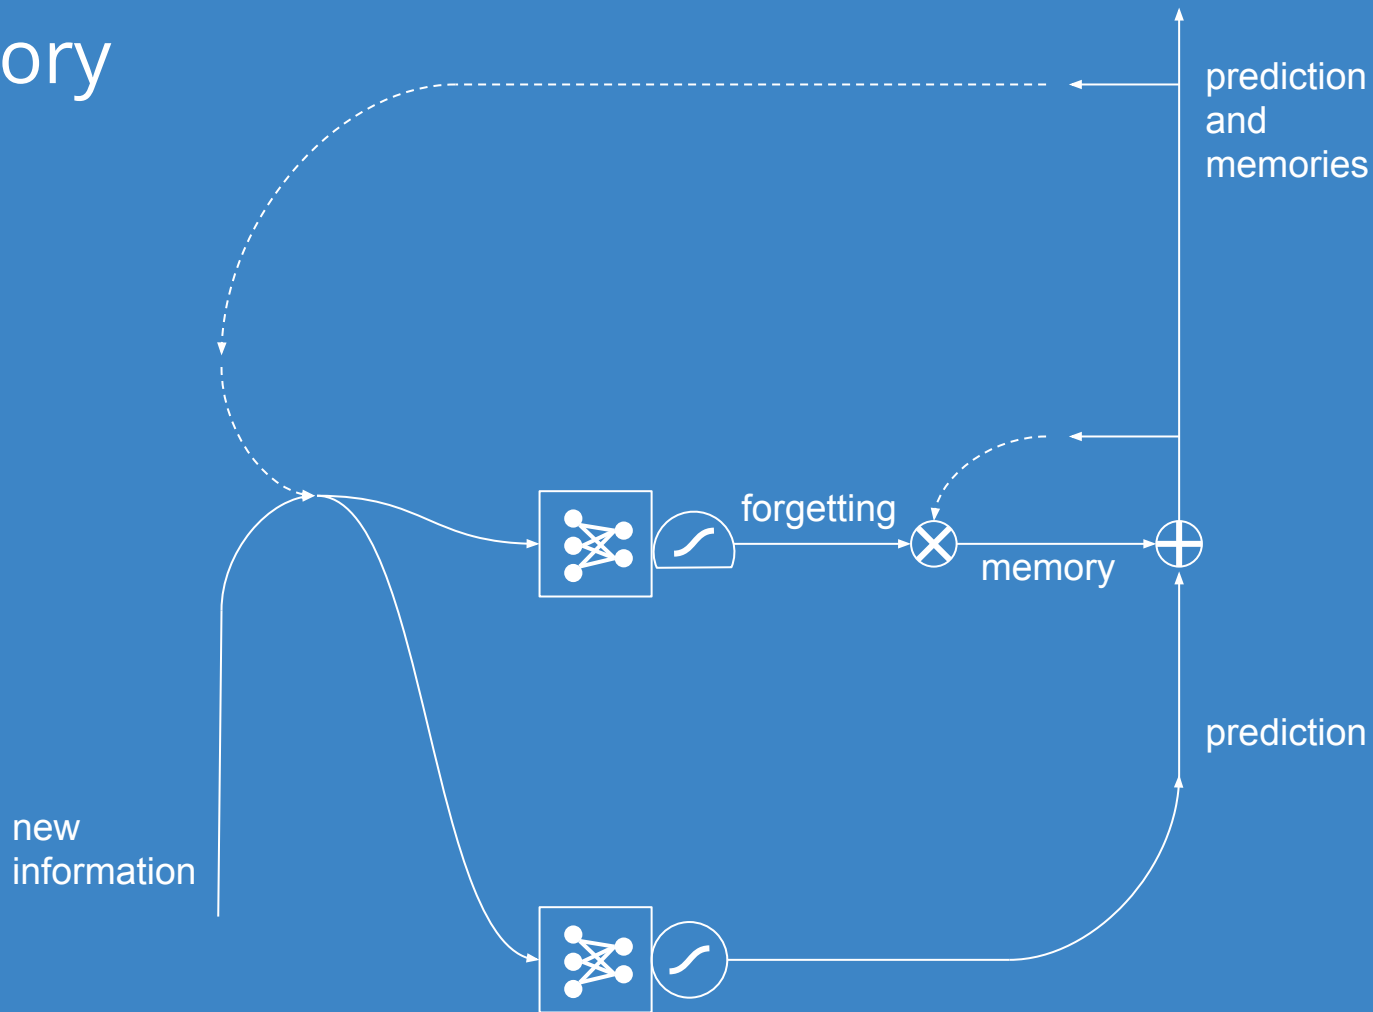 ory
prediction
and
memories
forgetting
memory
prediction
new
information